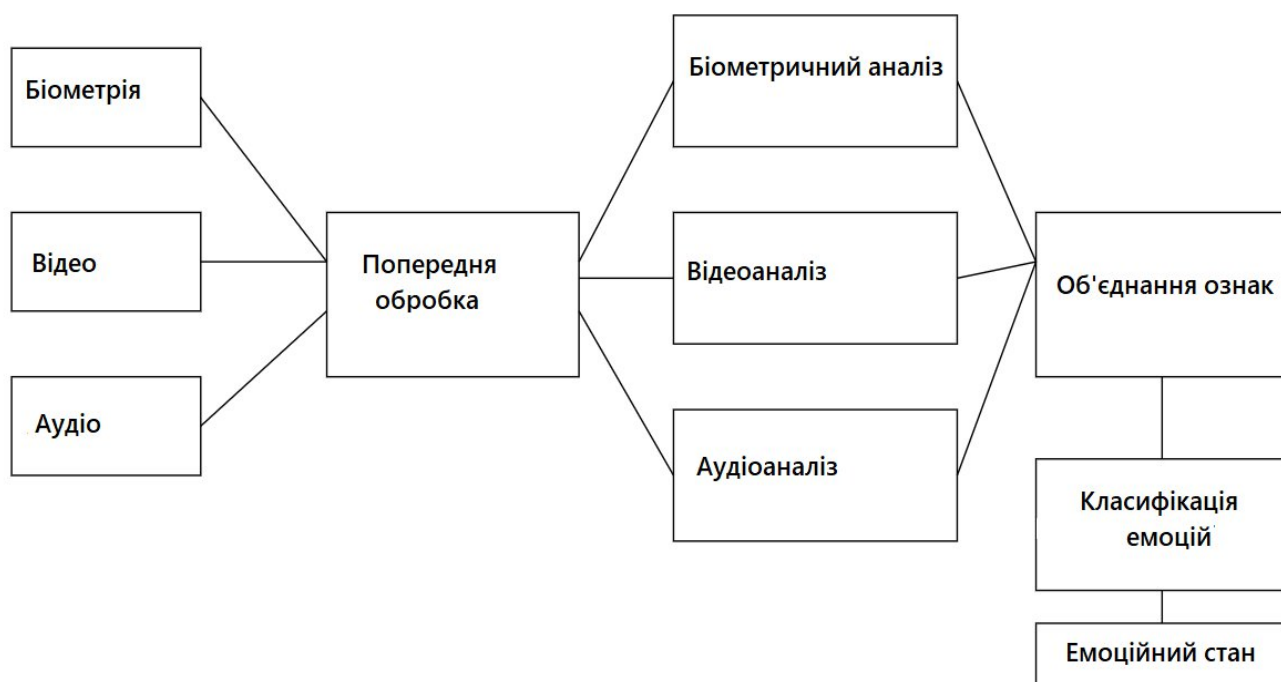 Біометрія
Відео
Аудіо
Попередня
обробка
Біометричний аналіз
Відеоаналіз
Аудіоаналіз
Об'єднання ознак
Класифікація
емоцій
Емоційний стан